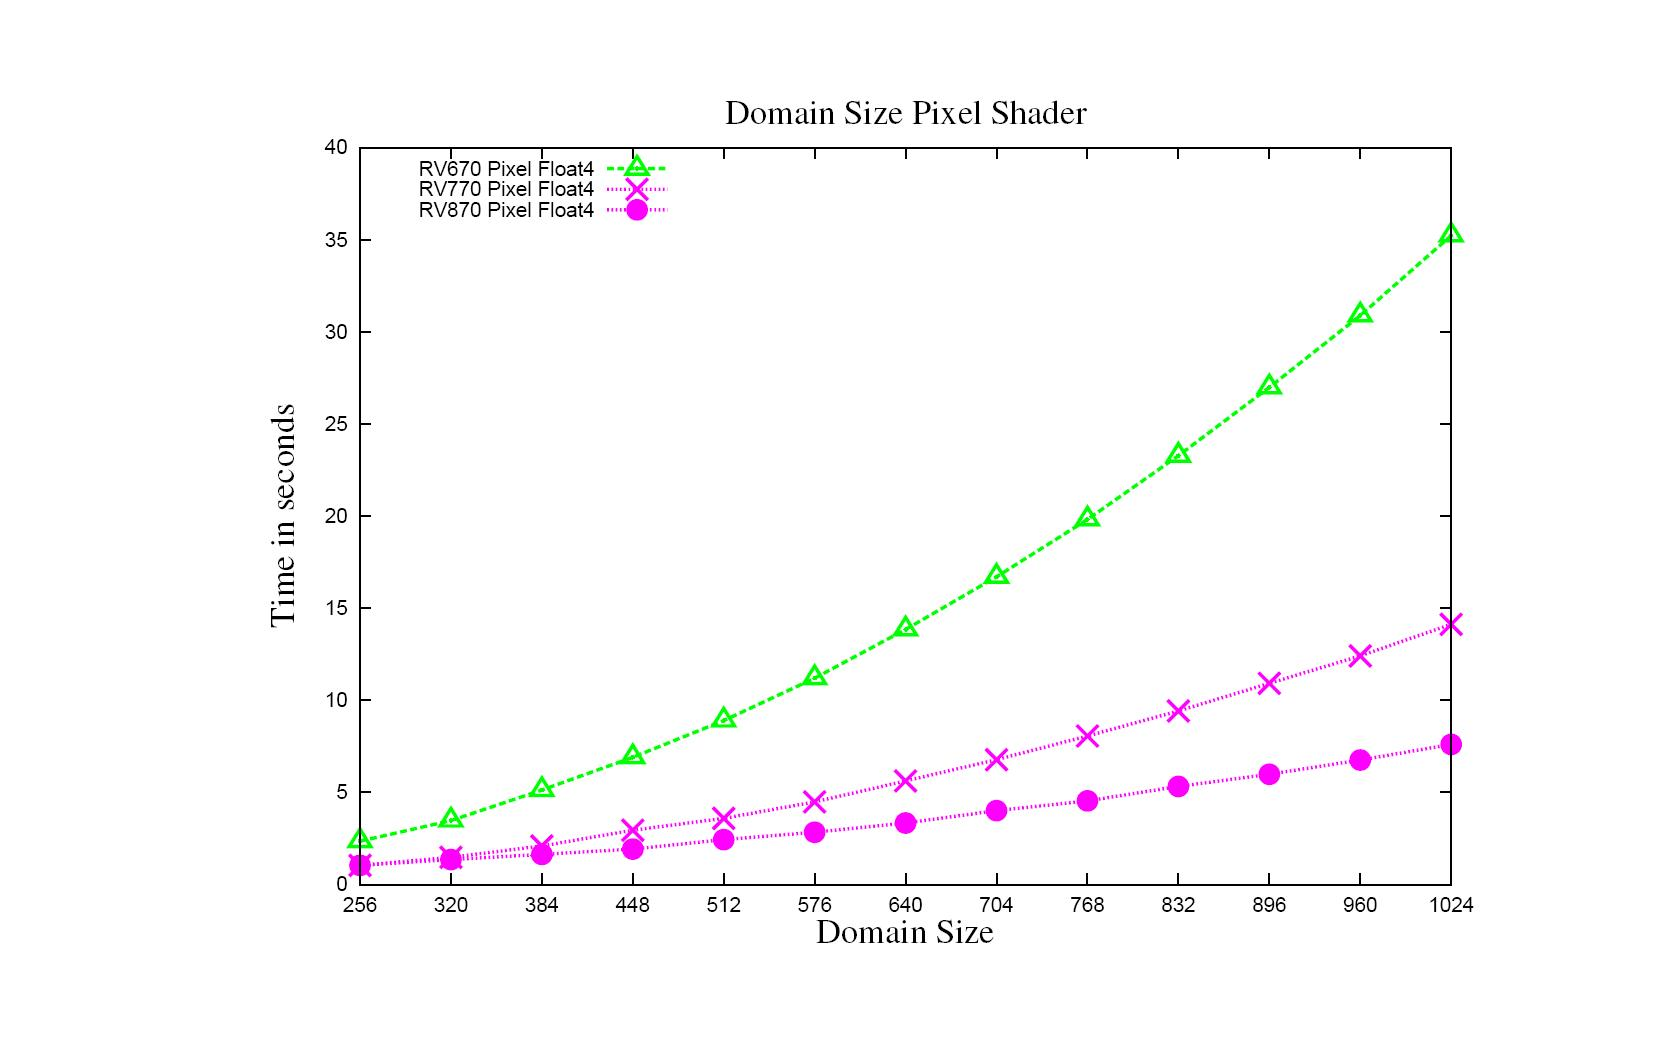 Domain Size Pixel Shader
40
35
30
25
20
15
10
5
0
RV670 Pixel Float4
RV770 Pixel Float4
RV870 Pixel Float4
Time in seconds
256 320 384 448 512 576 640 704 768 832 896 960 1024
Domain Size